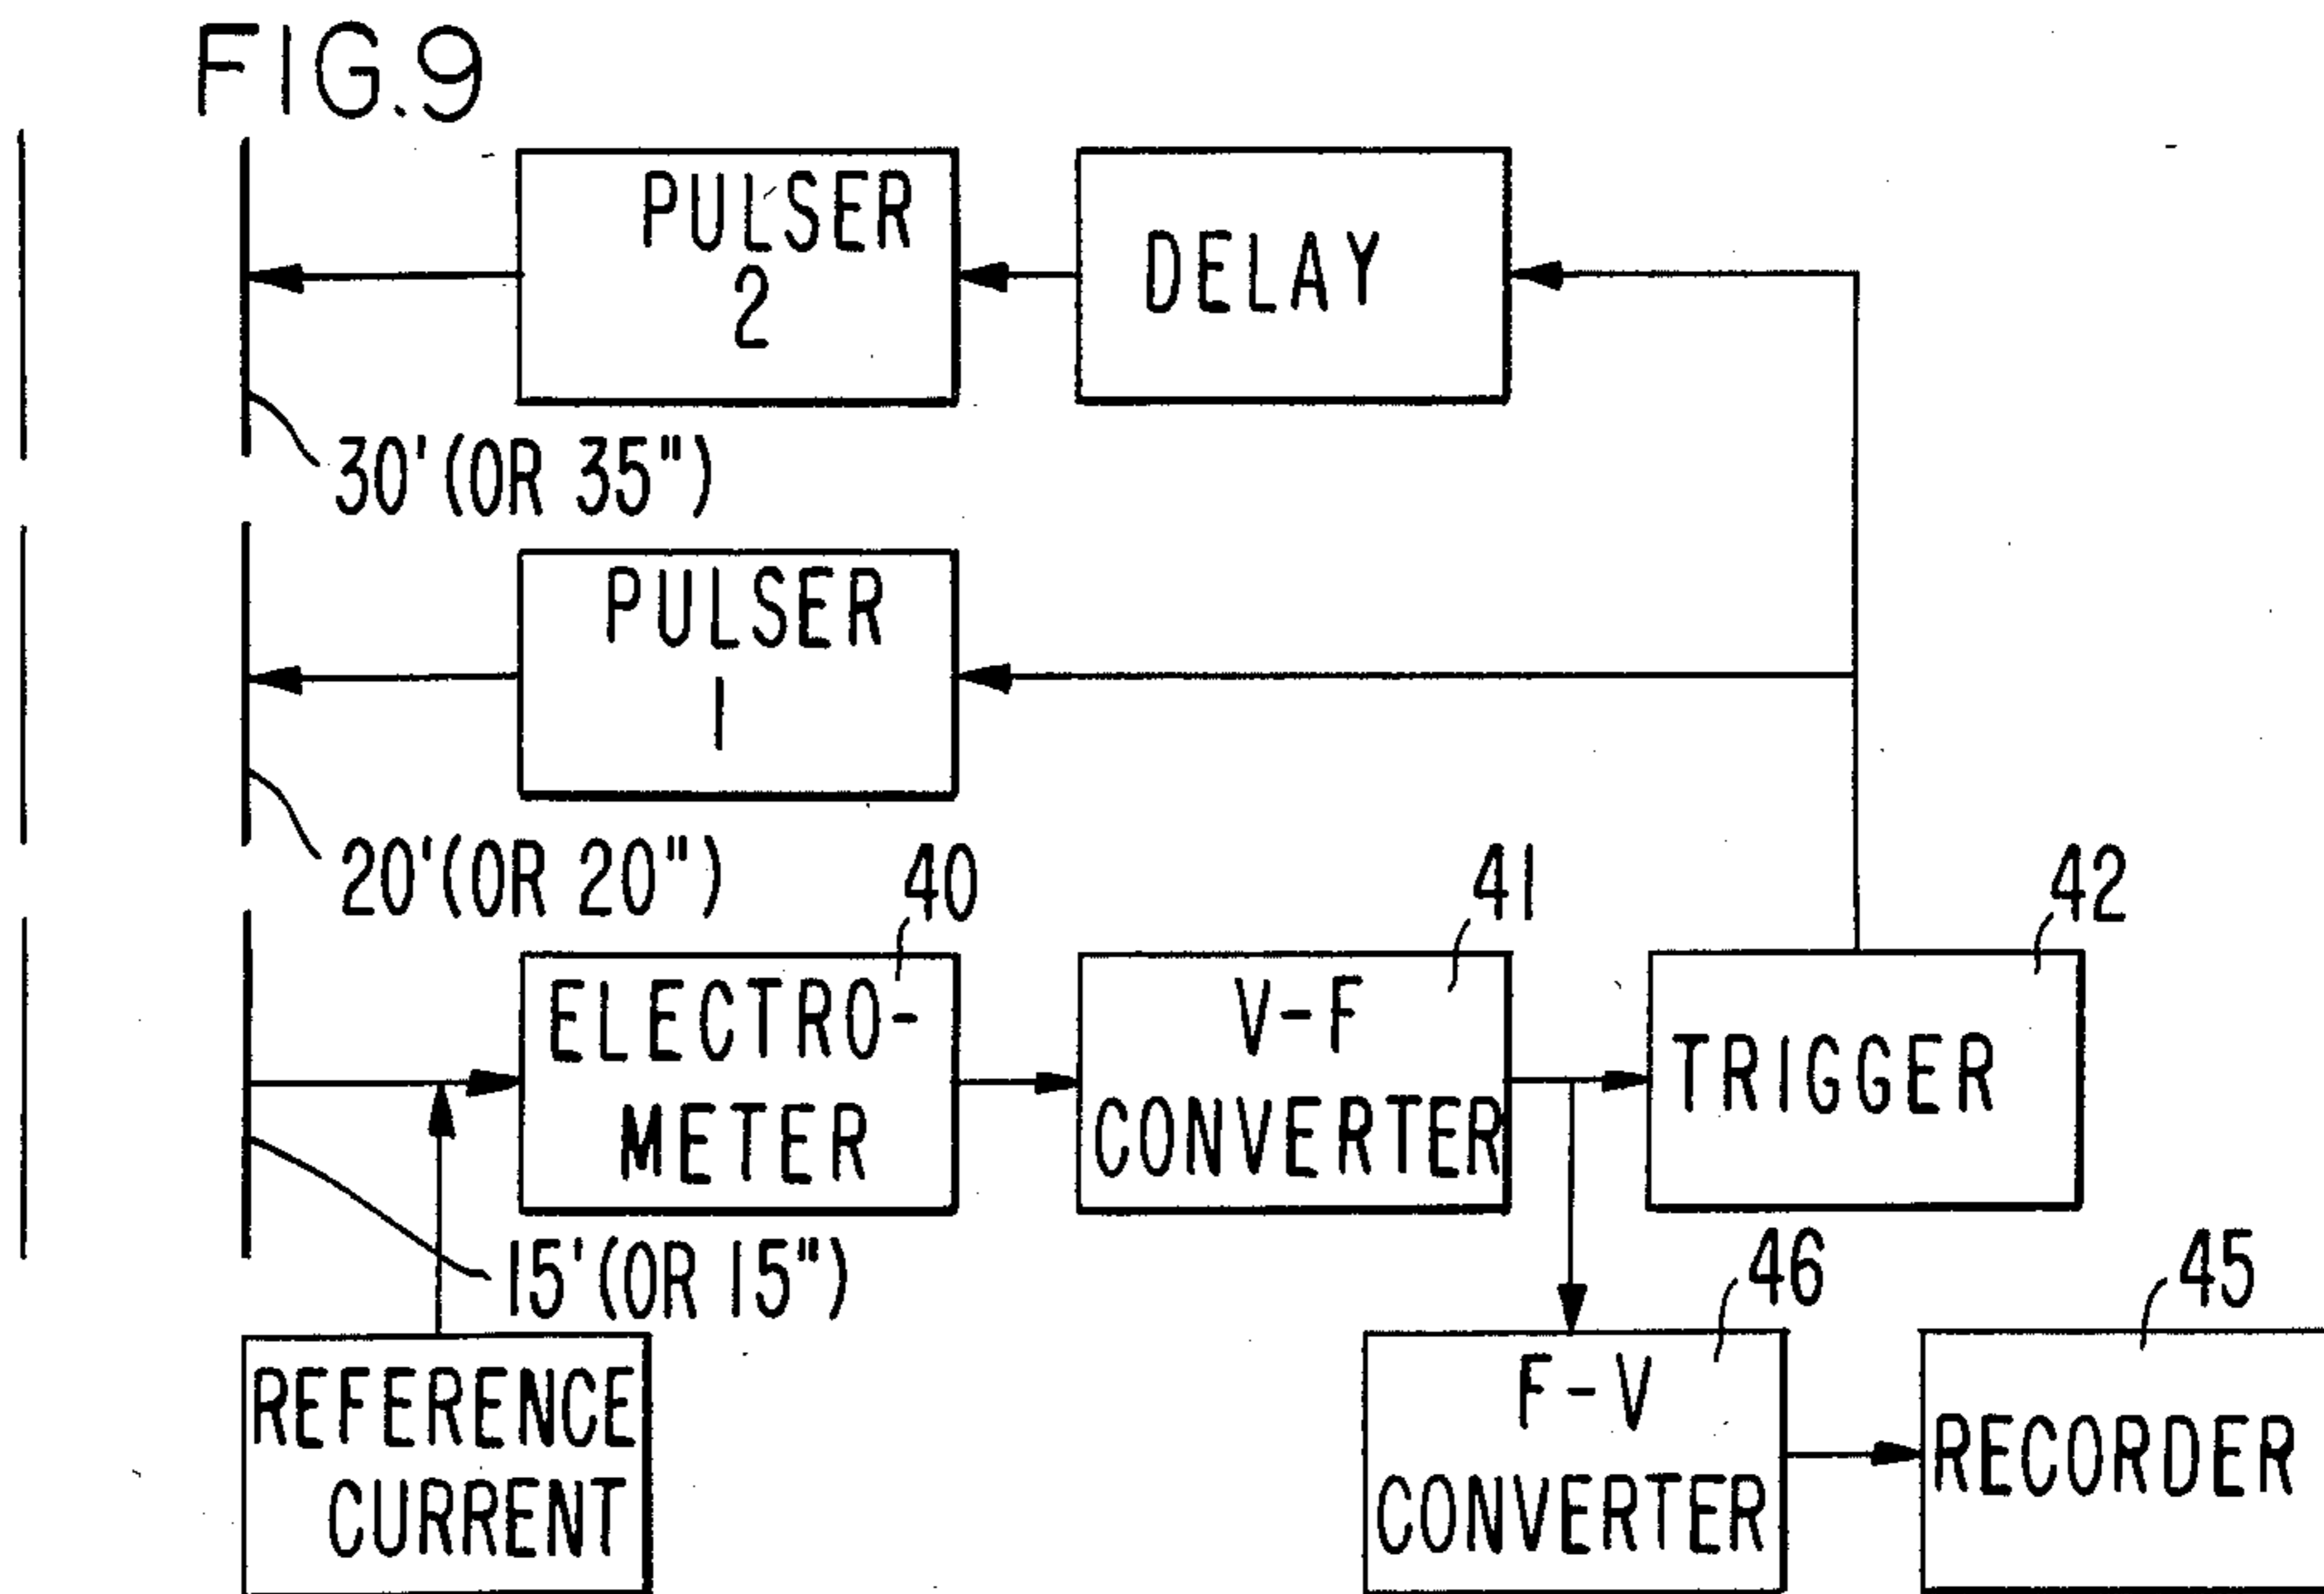 FIG.9
PULSER
2
DELAY
30'(OR 35")
PULSER
1
20'(OR 20")
40
41
42
ELECTRO-
METER
V-F
CONVERTER
TRIGGER
15'(OR 15")
46
45
REFERENCE
CURRENT
F-V
CONVERTER
RECORDER